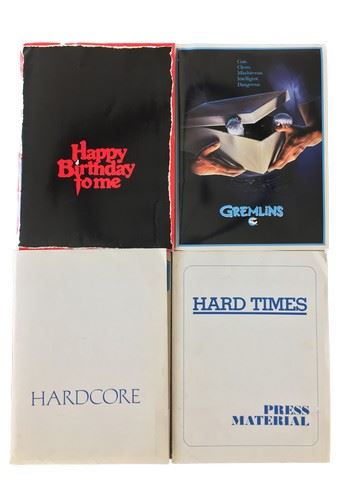 Happy
Birthday
to me
Cute.
Clever.
Mischievous.
Intelligent.
Dangerous.
GREMLINS
HARDCORE
HARD TIMES
PRESS
MATERIAL